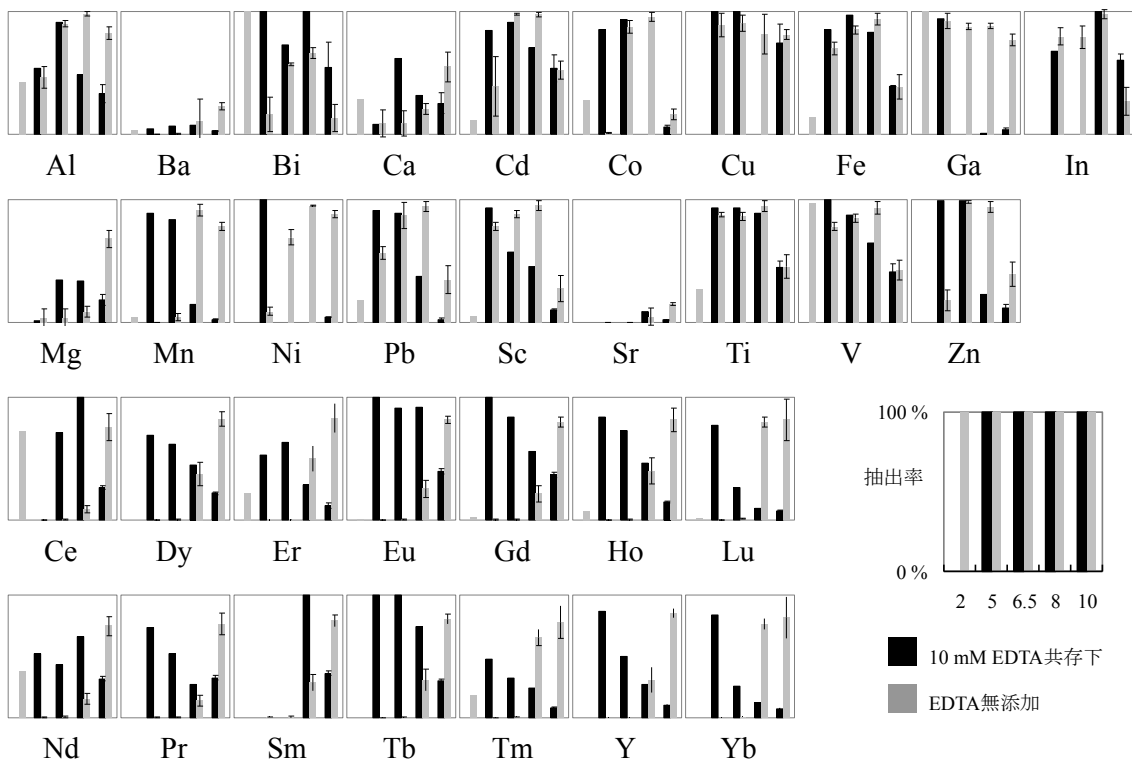 Al Ba Bi Ca Cd Co Cu Fe Ga In
Mg Mn Ni Pb Sc Sr Ti V Zn
Ce Dy Er Eu Gd Ho Lu
100 %
抽出率
0 %
2 5 6.5 8 10
10 mM EDTA共存下
EDTA無添加
Nd Pr Sm Tb Tm Y Yb